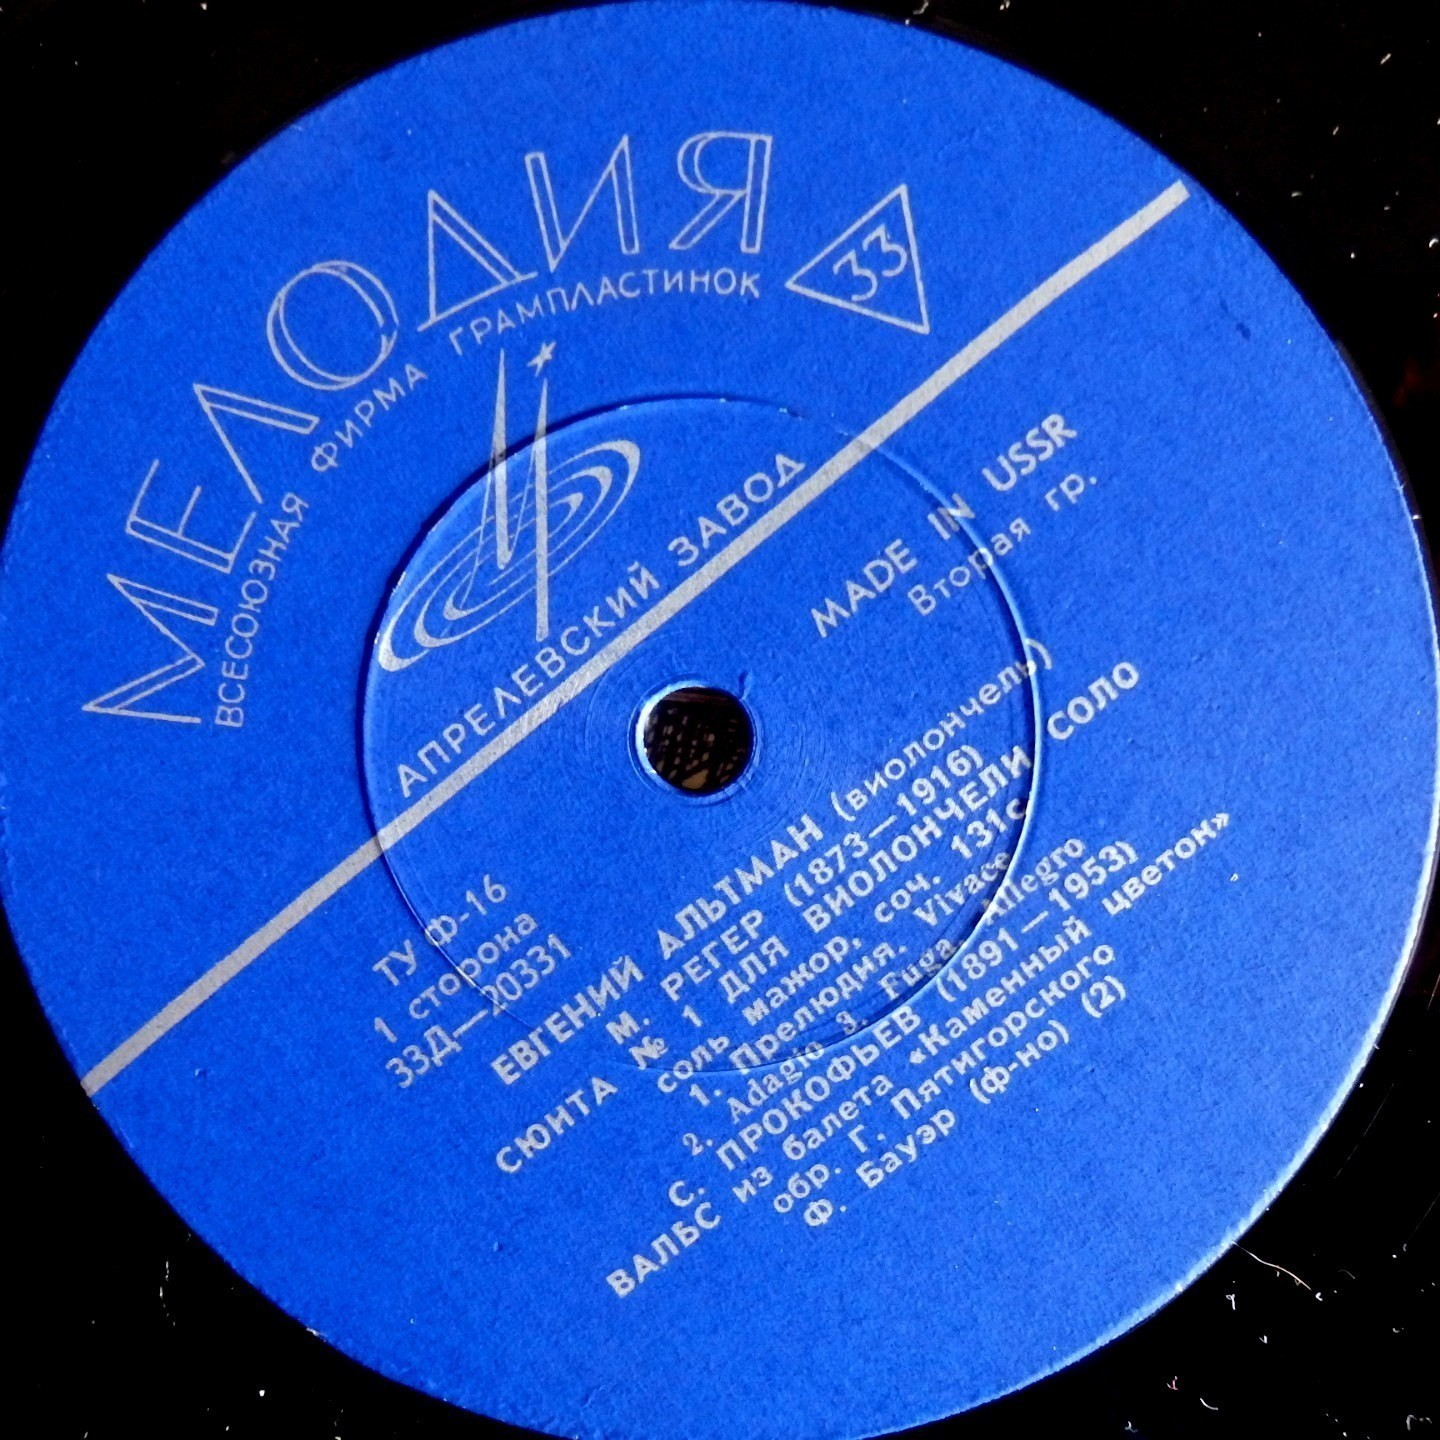 МЕЛОДИЯ
ВСЕСОЮЗНАЯ ФИРМА ГРАМПЛАСТИНОК
33
АПРЕЛЕВСКИЙ ЗАВОД
MADE IN USSR
Вторая гр.
ТУ Ф-16
1 сторона
33Д—20331
ЕВГЕНИЙ АЛЬТМАН (виолончель)
М. РЕГЕР (1873—1916)
СЮИТА № 1 ДЛЯ ВИОЛОНЧЕЛИ СОЛО
соль мажор, соч. 131с
1. Прелюдия. Vivace
2. Adagio 3. Fuga. Allegro
С. ПРОКОФЬЕВ (1891—1953)
ВАЛЬС из балета «Каменный цветок»
обр. Г. Пятигорского
Ф. Бауэр (ф-но) (2)